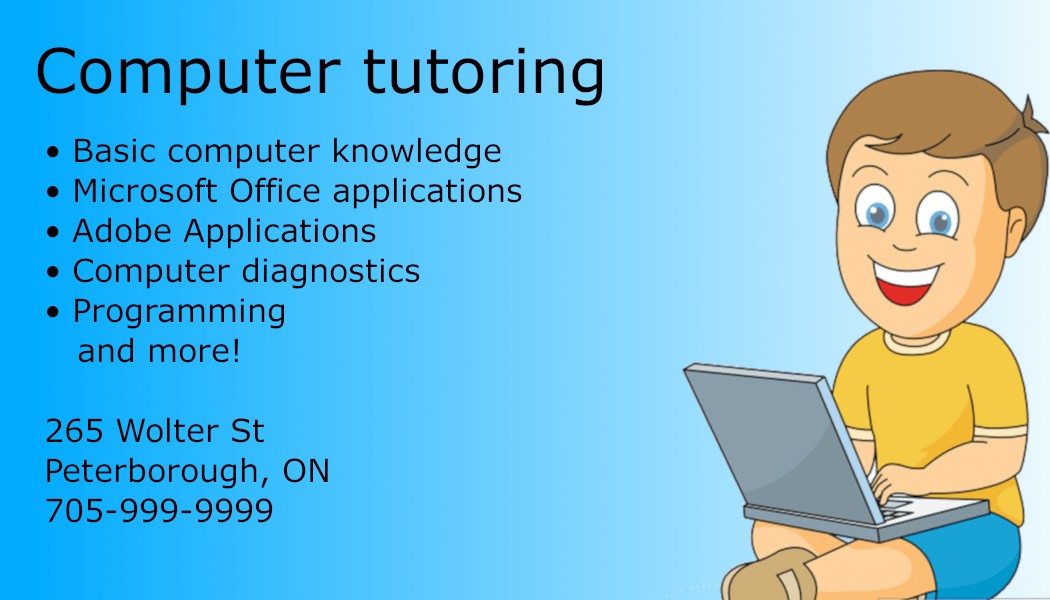 Computer tutoring
• Basic computer knowledge
• Microsoft Office applications
• Adobe Applications
• Computer diagnostics
• Programming
and more!
265 Wolter St
Peterborough, ON
705-999-9999